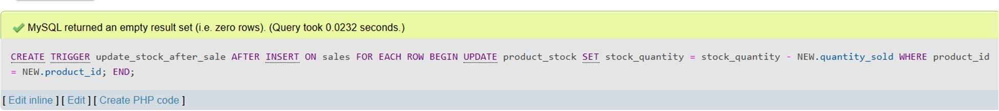 MySQL returned an empty result set (i.e. zero rows). (Query took 0.0232 seconds.)
CREATE TRIGGER update_stock_after_sale AFTER INSERT ON sales FOR EACH ROW BEGIN UPDATE product_stock SET stock_quantity = stock_quantity - NEW.quantity_sold WHERE product_id
= NEW.product_id; END;
[ Edit inline ] [ Edit ] [ Create PHP code ]